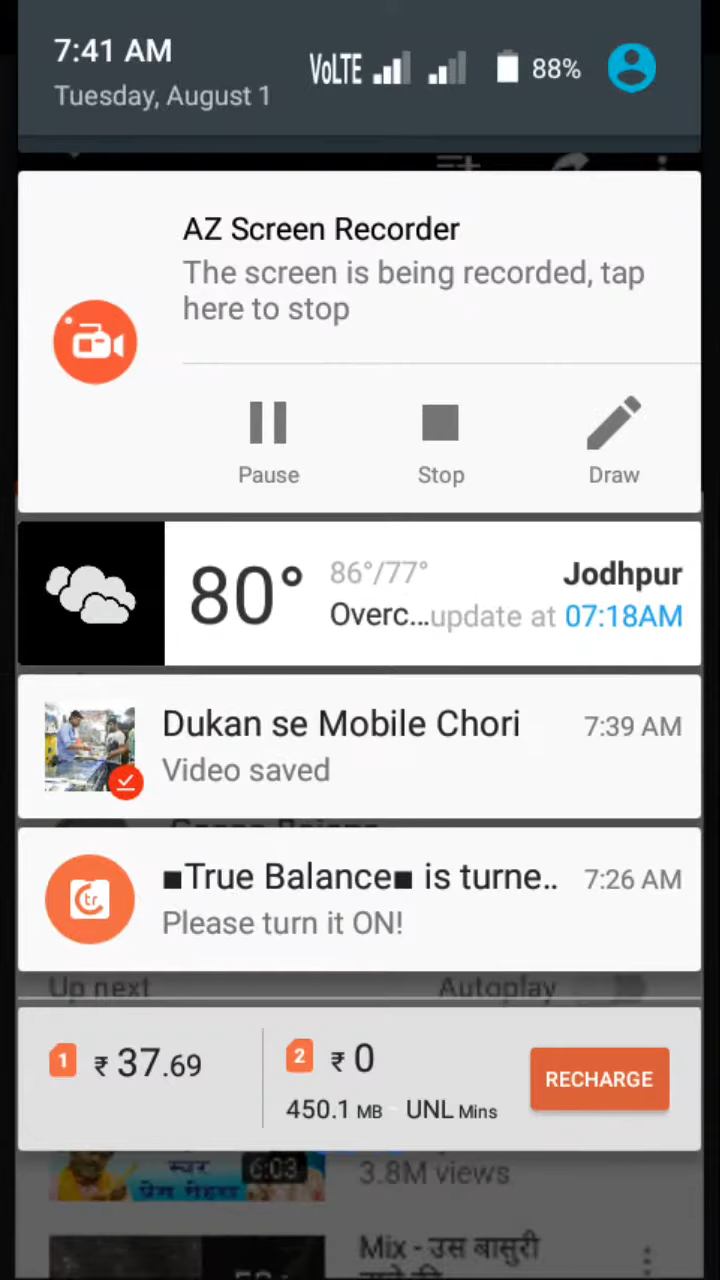 7:41 AM
VoLTE
88%
Tuesday, August 1
AZ Screen Recorder
The screen is being recorded, tap
here to stop
Pause
Stop
Draw
80°
86°/77°
Jodhpur
Overc...update at 07:18AM
Dukan se Mobile Chori
7:39 AM
Video saved
■True Balance■ is turne..
7:26 AM
tr
Please turn it ON!
Up next
Autoplay
1
₹ 37.69
2
₹ 0
450.1 MB
UNL Mins
RECHARGE
स्वर
6:03
3.8M views
Mix - उस बासुरी